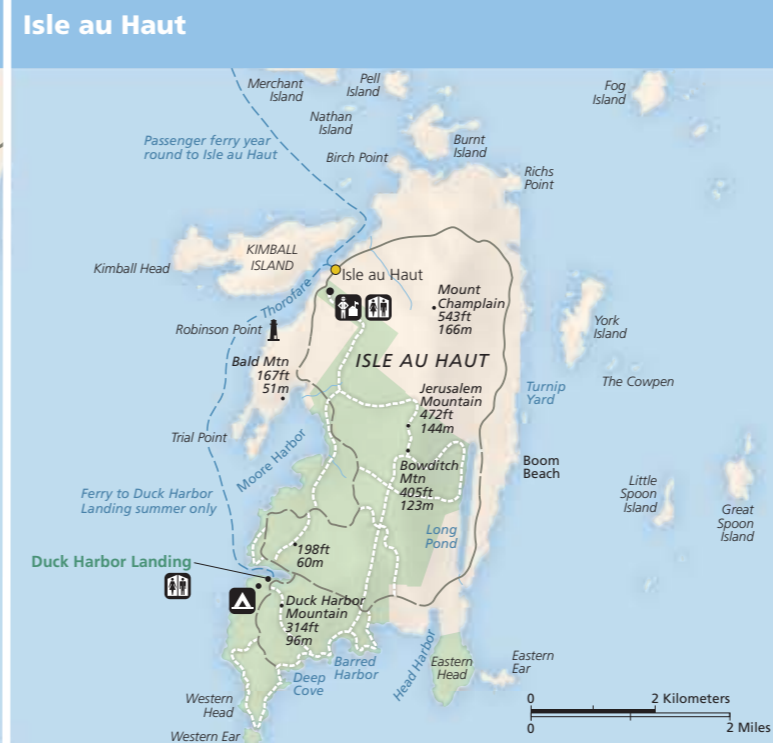 Isle au Haut
Merchant
Island
Pell
Island
Fog
Island
Nathan
Island
Passenger ferry year
round to Isle au Haut
Birch Point
Burnt
Island
Richs
Point
KIMBALL
ISLAND
Kimball Head
Isle au Haut
Thorofare
Mount
Champlain
543ft
166m
Robinson Point
York
Island
ISLE AU HAUT
Bald Mtn
167ft
51m
The Cowpen
Jerusalem
Mountain
472ft
144m
Turnip
Yard
Trial Point
Moore Harbor
Bowditch
Mtn
405ft
123m
Boom
Beach
Ferry to Duck Harbor
Landing summer only
Little
Spoon
Island
Great
Spoon
Island
Long
Pond
198ft
60m
Duck Harbor Landing
Duck Harbor
Mountain
314ft
96m
Barred
Harbor
Deep
Cove
Head Harbor
Eastern
Head
Eastern
Ear
Western
Head
Western Ear
0
2 Kilometers
0
2 Miles